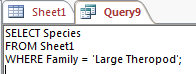 Sheet1 Query9
SELECT Species
FROM Sheet1
WHERE Family = 'Large Theropod';